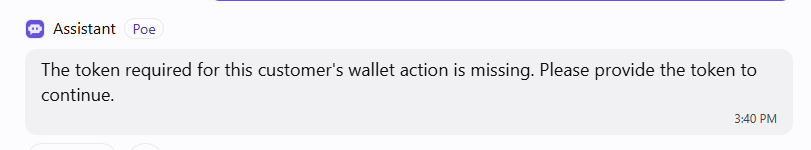 Assistant Poe
The token required for this customer's wallet action is missing. Please provide the token to
continue.
3:40 PM